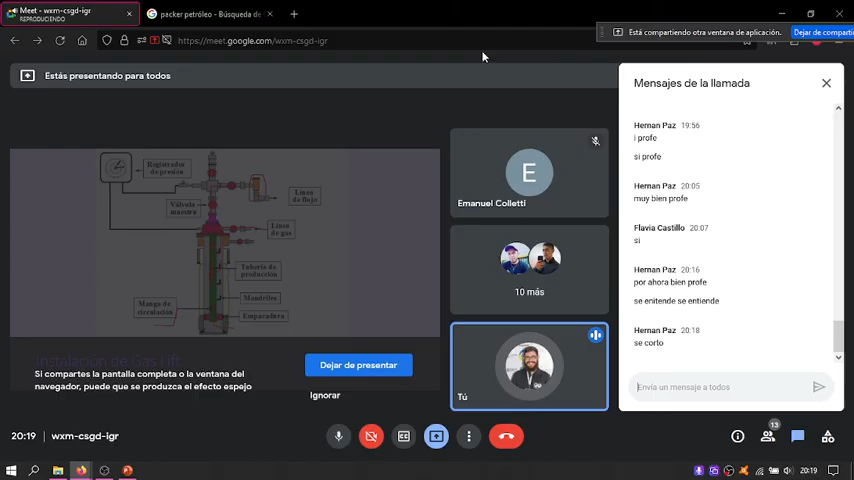 Meet - wxm-csgd-igr
REPRODUCIENDO
packer petróleo - Búsqueda de
https://meet.google.com/wxm-csgd-igr
Está compartiendo otra ventana de aplicación.
Dejar de comparti
Estás presentando para todos
Registrador
de presión
Válvula
maestra
Línea
de flujo
Línea
de gas
Tubería de
producción
Mandriles
Manga de
circulación
Empacadura
Instalación de Gas Lift
Si compartes la pantalla completa o la ventana del
navegador, puede que se produzca el efecto espejo
Dejar de presentar
Ignorar
E
Emanuel Colletti
10 más
Tú
Mensajes de la llamada
Hernan Paz 19:56
i profe
si profe
Hernan Paz 20:05
muy bien profe
Flavia Castillo 20:07
si
Hernan Paz 20:16
por ahora bien profe
se enitende se entiende
Hernan Paz 20:18
se corto
Envía un mensaje a todos
20:19
wxm-csgd-igr
13
20:19